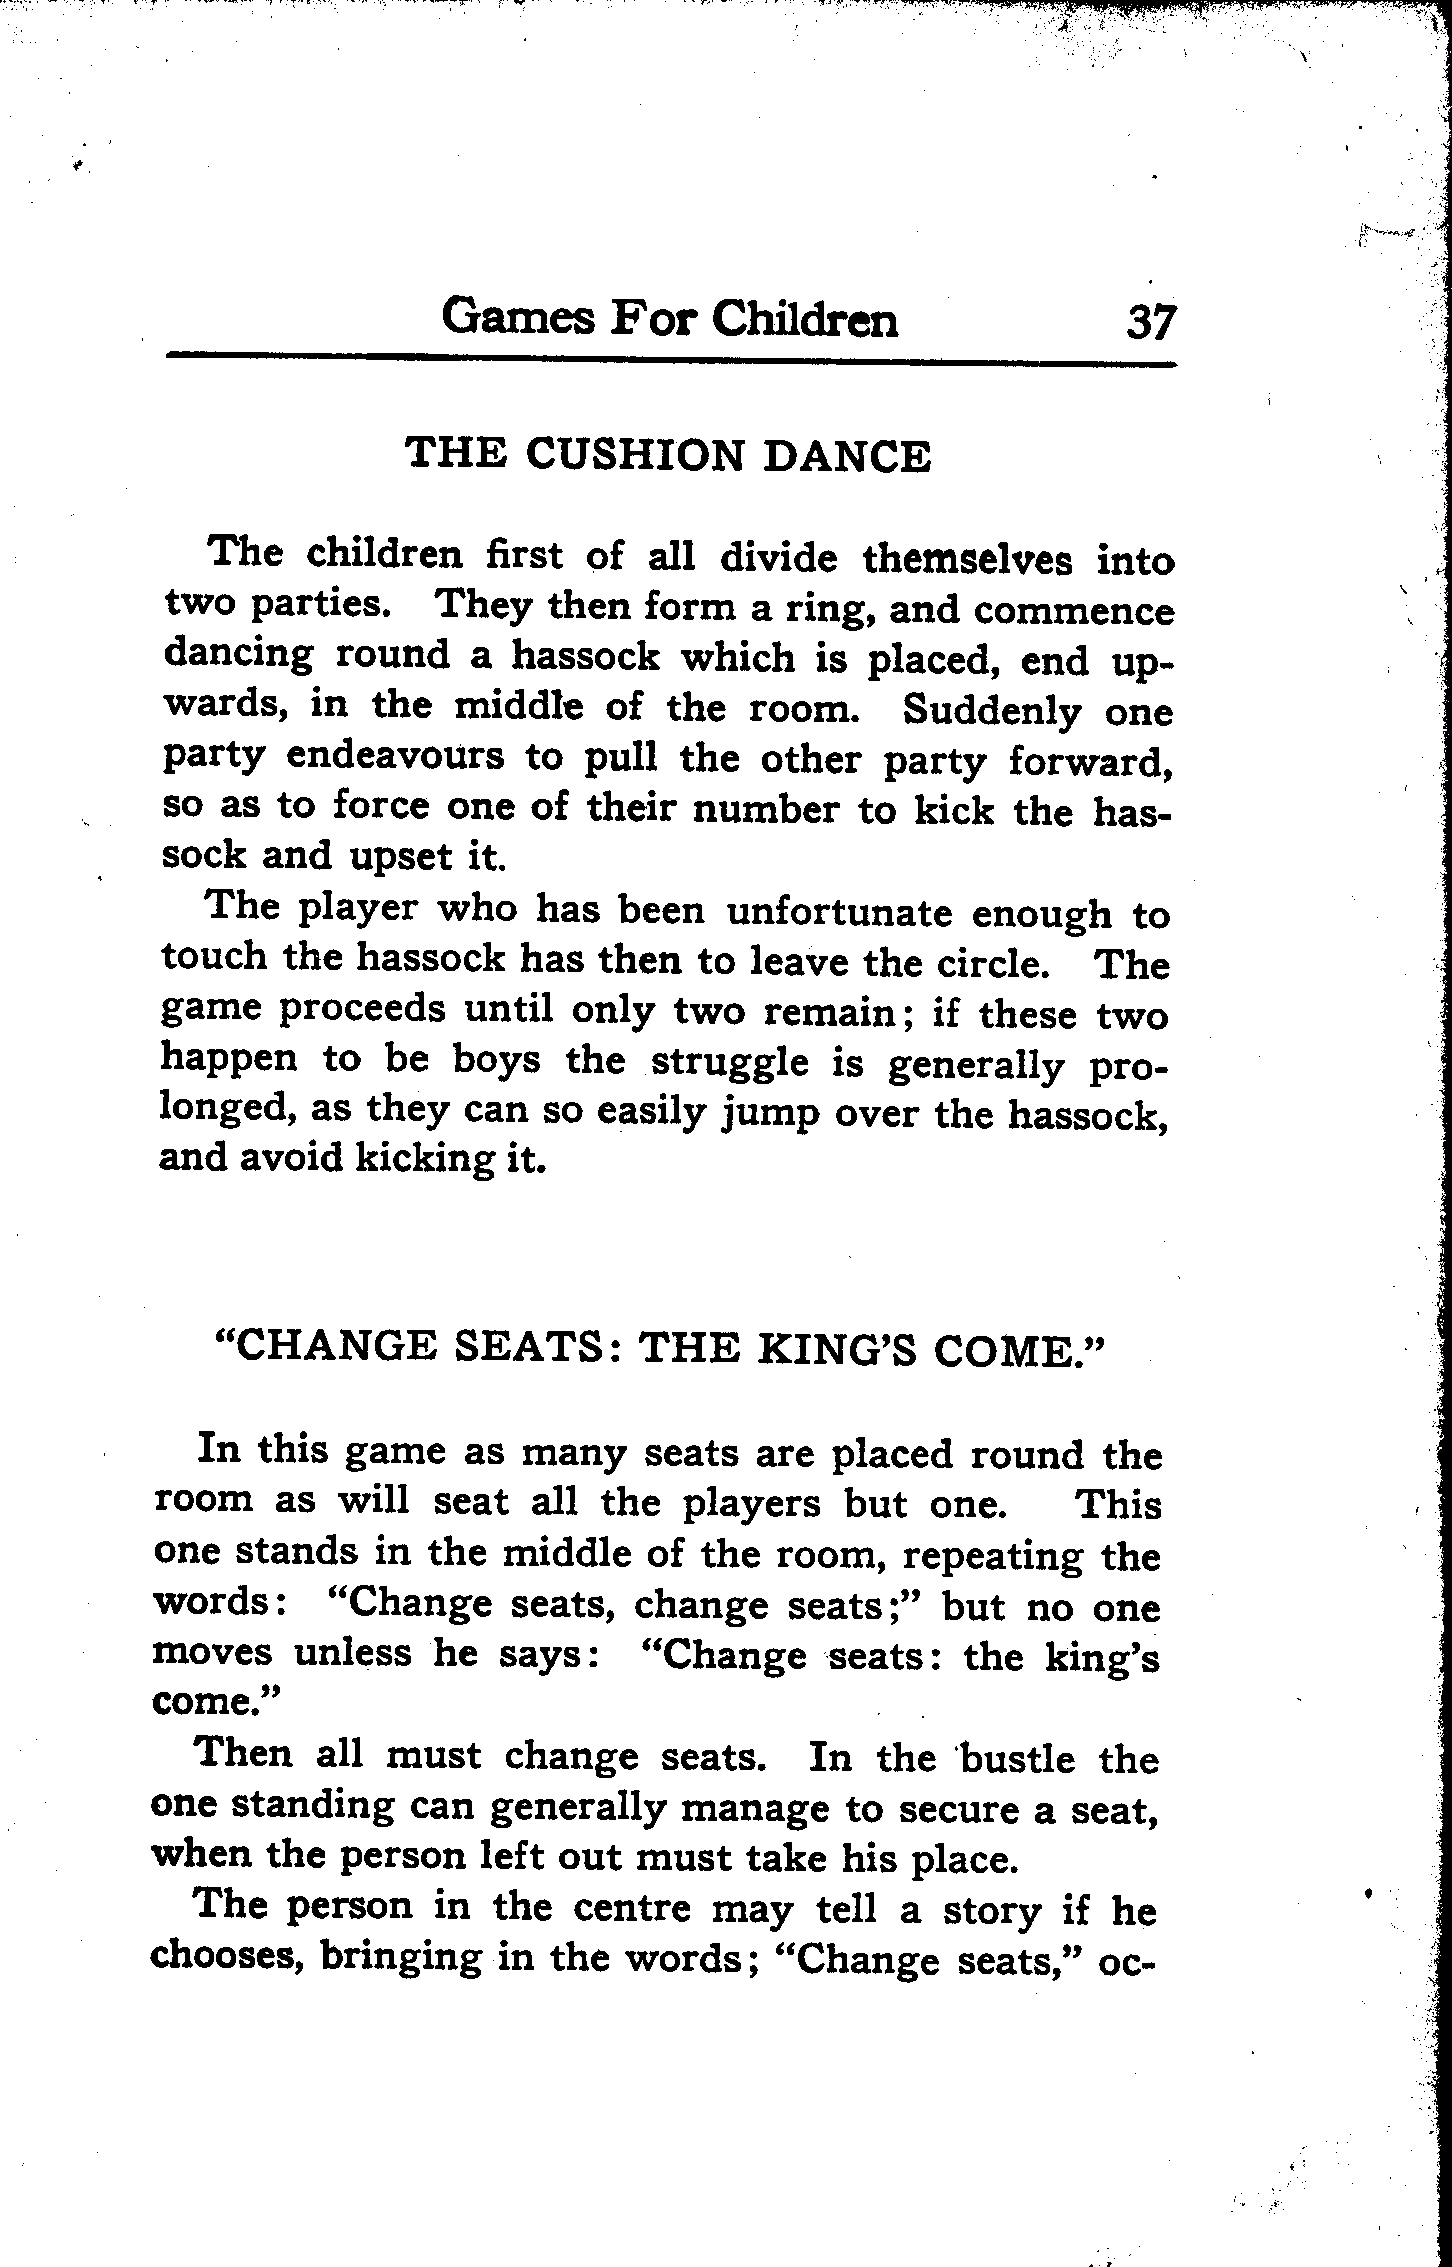 Games For Children 37
THE CUSHION DANCE
The children first of all divide themselves into
two parties. They then form a ring, and commence
dancing round a hassock which is placed, end up-
wards, in the middle of the room. Suddenly one
party endeavours to pull the other party forward,
so as to force one of their number to kick the has-
sock and upset it.
The player who has been unfortunate enough to
touch the hassock has then to leave the circle. The
game proceeds until only two remain; if these two
happen to be boys the struggle is generally pro-
longed, as they can so easily jump over the hassock,
and avoid kicking it.
"CHANGE SEATS: THE KING'S COME."
In this game as many seats are placed round the
room as will seat all the players but one. This
one stands in the middle of the room, repeating the
words: "Change seats, change seats;" but no one
moves unless he says: "Change seats: the king's
come."
Then all must change seats. In the bustle the
one standing can generally manage to secure a seat,
when the person left out must take his place.
The person in the centre may tell a story if he
chooses, bringing in the words; "Change seats," oc-